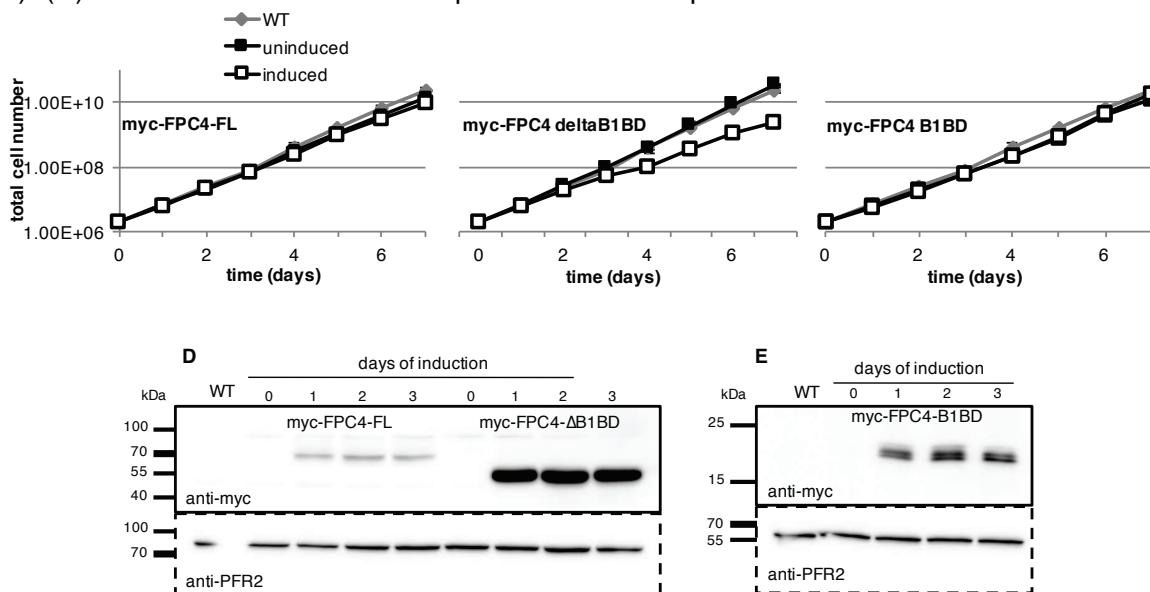 WT
uninduced
induced
total cell number
1.00E+10
1.00E+08
1.00E+06
myc-FPC4-FL
myc-FPC4 deltaB1BD
myc-FPC4 B1BD
0 2 4 6
0 2 4 6
0 2 4 6
time (days)
time (days)
time (days)
D
days of induction
kDa
WT
0 1 2 3 0 1 2 3
myc-FPC4-FL
myc-FPC4-ΔB1BD
100
70
55
40
anti-myc
100
70
anti-PFR2
E
days of induction
kDa
WT
0 1 2 3
myc-FPC4-B1BD
25
15
anti-myc
70
55
anti-PFR2